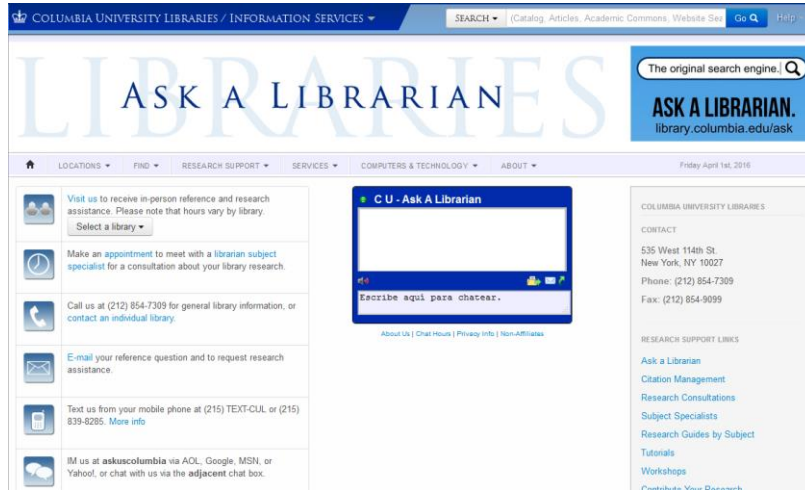 COLUMBIA UNIVERSITY LIBRARIES / INFORMATION SERVICES
SEARCH
(Catalog, Articles, Academic Commons, Website Sea
Go
Help
LIBRARIES
ASK A LIBRARIAN
The original search engine.
ASK A LIBRARIAN.
library.columbia.edu/ask
LOCATIONS
FIND
RESEARCH SUPPORT
SERVICES
COMPUTERS & TECHNOLOGY
ABOUT
Friday April 1st, 2016
Visit us to receive in-person reference and research
assistance. Please note that hours vary by library.
Select a library
Make an appointment to meet with a librarian subject
specialist for a consultation about your library research.
Call us at (212) 854-7309 for general library information, or
contact an individual library.
E-mail your reference question and to request research
assistance.
Text us from your mobile phone at (215) TEXT-CUL or (215)
839-8285. More info
IM us at askuscolumbia via AOL, Google, MSN, or
Yahoo!, or chat with us via the adjacent chat box.
C U - Ask A Librarian
Escribe aquí para chatear.
About Us | Chat Hours | Privacy Info | Non-Affiliates
COLUMBIA UNIVERSITY LIBRARIES
CONTACT
535 West 114th St.
New York, NY 10027
Phone: (212) 854-7309
Fax: (212) 854-9099
RESEARCH SUPPORT LINKS
Ask a Librarian
Citation Management
Research Consultations
Subject Specialists
Research Guides by Subject
Tutorials
Workshops
Contribute Your Research